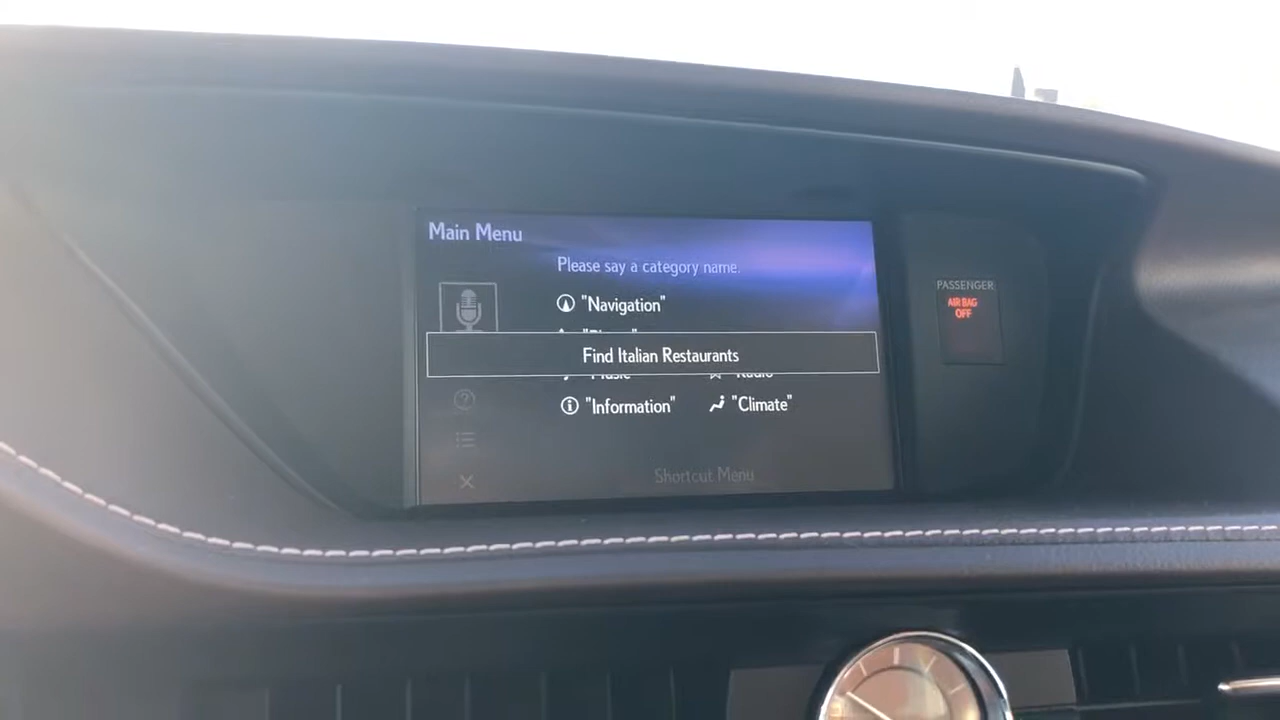 Main Menu
Please say a category name.
"Navigation"
Find Italian Restaurants
"Information" "Climate"
Shortcut Menu
PASSENGER
AIR BAG
OFF